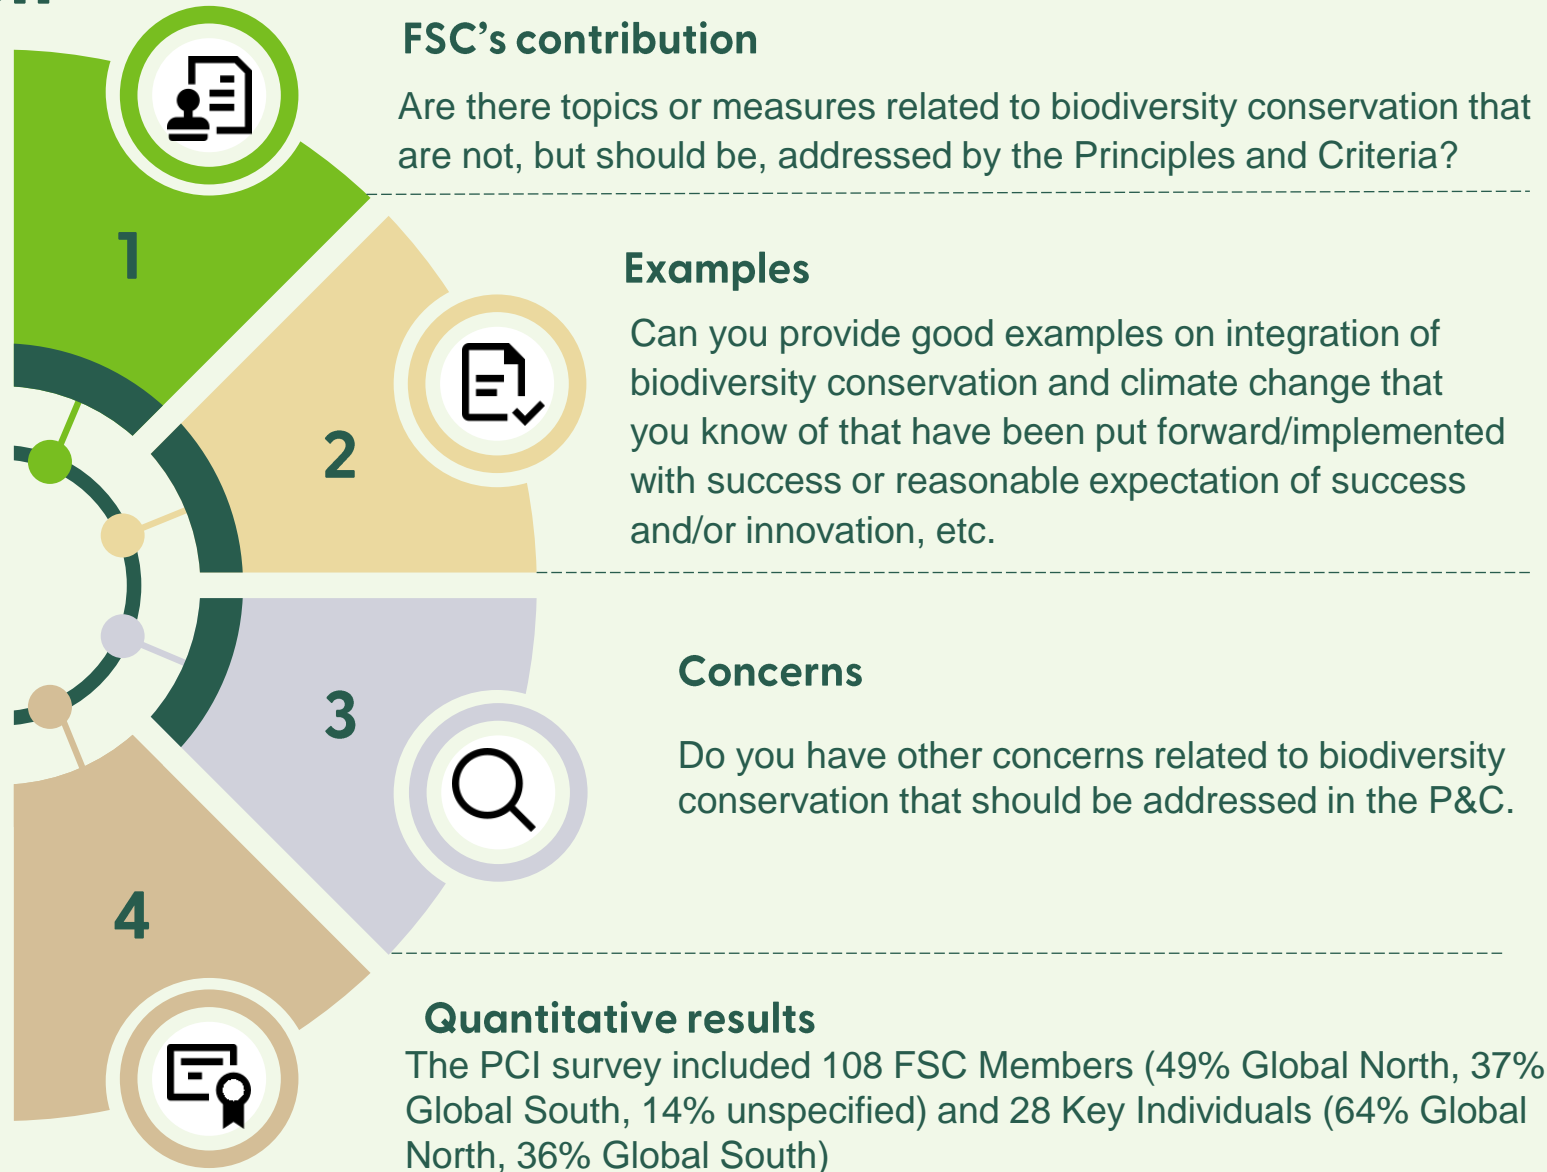 FSC's contribution
Are there topics or measures related to biodiversity conservation that
are not, but should be, addressed by the Principles and Criteria?
1
Examples
Can you provide good examples on integration of
biodiversity conservation and climate change that
you know of that have been put forward/implemented
with success or reasonable expectation of success
and/or innovation, etc.
2
Concerns
3
Do you have other concerns related to biodiversity
conservation that should be addressed in the P&C.
4
Quantitative results
The PCI survey included 108 FSC Members (49% Global North, 37%
Global South, 14% unspecified) and 28 Key Individuals (64% Global
North, 36% Global South)